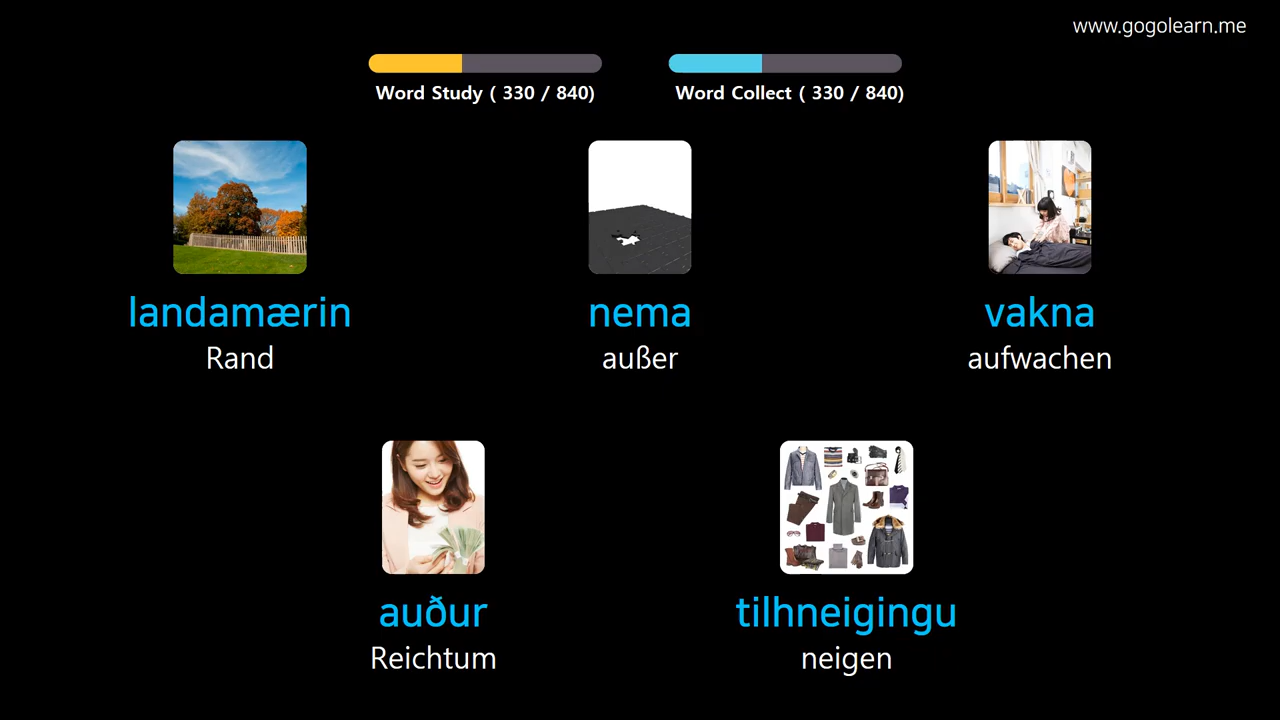 www.gogolearn.me
Word Study ( 330 / 840)
Word Collect ( 330 / 840)
landamærin
Rand
nema
außer
vakna
aufwachen
auður
Reichtum
tilhneigingu
neigen